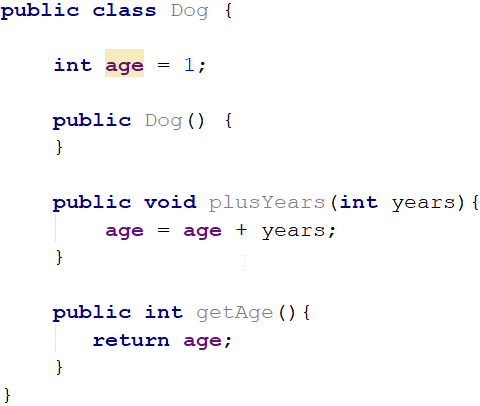 public class Dog {
int age = 1;
public Dog() {
}
public void plusYears(int years){
age = age + years;
}
public int getAge(){
return age;
}
}